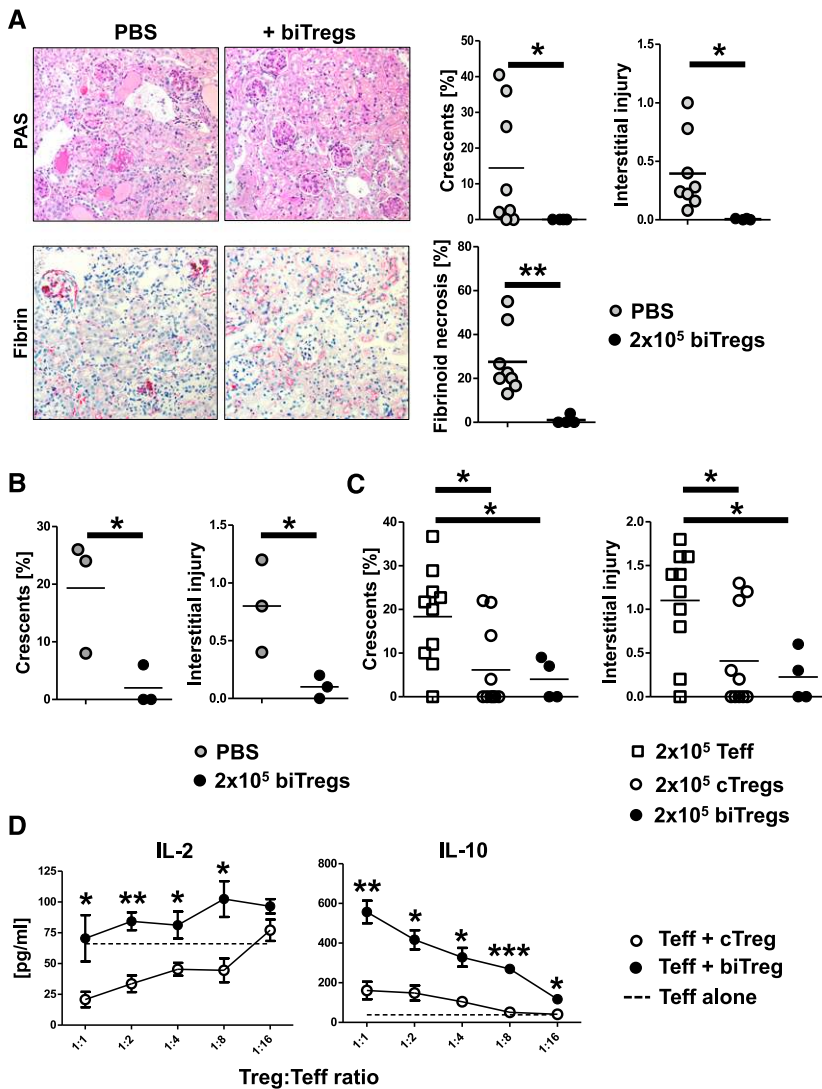 A
PBS
+ biTregs
PAS
Fibrin
Crescents [%]
50
40
30
20
10
0
*
Interstitial injury
1.5
1.0
0.5
0.0
*
Fibrinoid necrosis [%]
80
60
40
20
0
**
PBS
2x10⁵ biTregs
B
Crescents [%]
30
20
10
0
*
Interstitial injury
1.5
1.0
0.5
0.0
*
PBS
2x10⁵ biTregs
C
Crescents [%]
40
30
20
10
0
*
*
Interstitial injury
2.0
1.5
1.0
0.5
0.0
*
*
2x10⁵ Teff
2x10⁵ cTregs
2x10⁵ biTregs
D
IL-2
[pg/ml]
125
100
75
50
25
0
* ** * *
1:1 1:2 1:4 1:8 1:16
IL-10
800
600
400
200
0
** * * *** *
1:1 1:2 1:4 1:8 1:16
Treg:Teff ratio
Teff + cTreg
Teff + biTreg
Teff alone